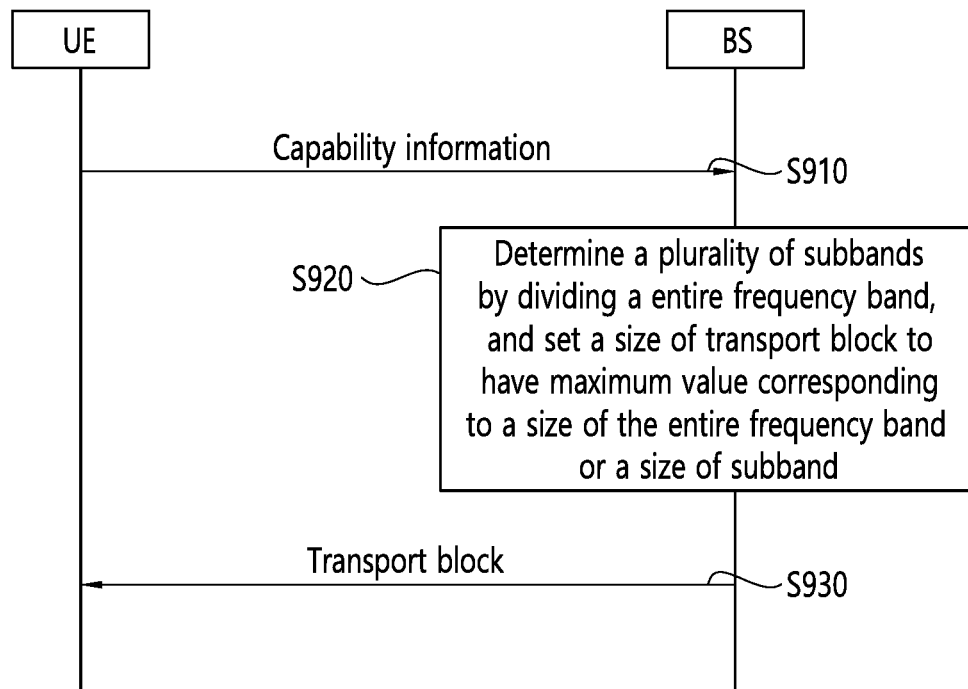 UE
BS
Capability information
S910
S920
Determine a plurality of subbands
by dividing a entire frequency band,
and set a size of transport block to
have maximum value corresponding
to a size of the entire frequency band
or a size of subband
Transport block
S930